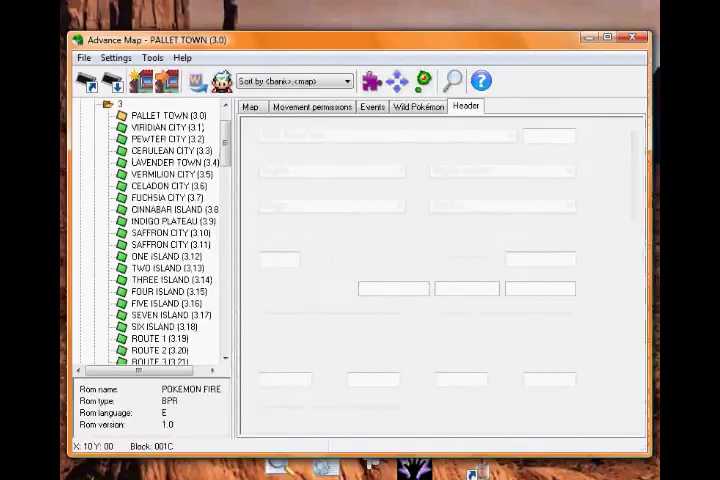 Advance Map - PALLET TOWN (3.0)
File Settings Tools Help
Sort by <bank>,<map>
3
PALLET TOWN (3.0)
VIRIDIAN CITY (3.1)
PEWTER CITY (3.2)
CERULEAN CITY (3.3)
LAVENDER TOWN (3.4)
VERMILION CITY (3.5)
CELADON CITY (3.6)
FUCHSIA CITY (3.7)
CINNABAR ISLAND (3.8
INDIGO PLATEAU (3.9)
SAFFRON CITY (3.10)
SAFFRON CITY (3.11)
ONE ISLAND (3.12)
TWO ISLAND (3.13)
THREE ISLAND (3.14)
FOUR ISLAND (3.15)
FIVE ISLAND (3.16)
SEVEN ISLAND (3.17)
SIX ISLAND (3.18)
ROUTE 1 (3.19)
ROUTE 2 (3.20)
ROUTE 3 (3.21)
Map Movement permissions Events Wild Pokémon Header
Rom name POKEMON FIRE
Rom type: BPR
Rom language: E
Rom version: 1.0
X: 10 Y: 00 Block: 001C